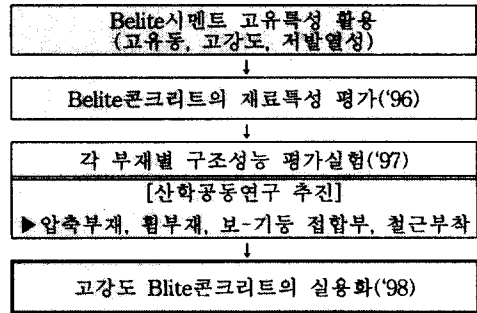 Belite시멘트 고유특성 활용
(고유동, 고강도, 저발열성)
↓
Belite콘크리트의 재료특성 평가('96)
↓
각 부재별 구조성능 평가실험('97)
[산학공동연구 추진]
▶압축부재, 휨부재, 보-기둥 접합부, 철근부착
↓
고강도 Blite콘크리트의 실용화('98)